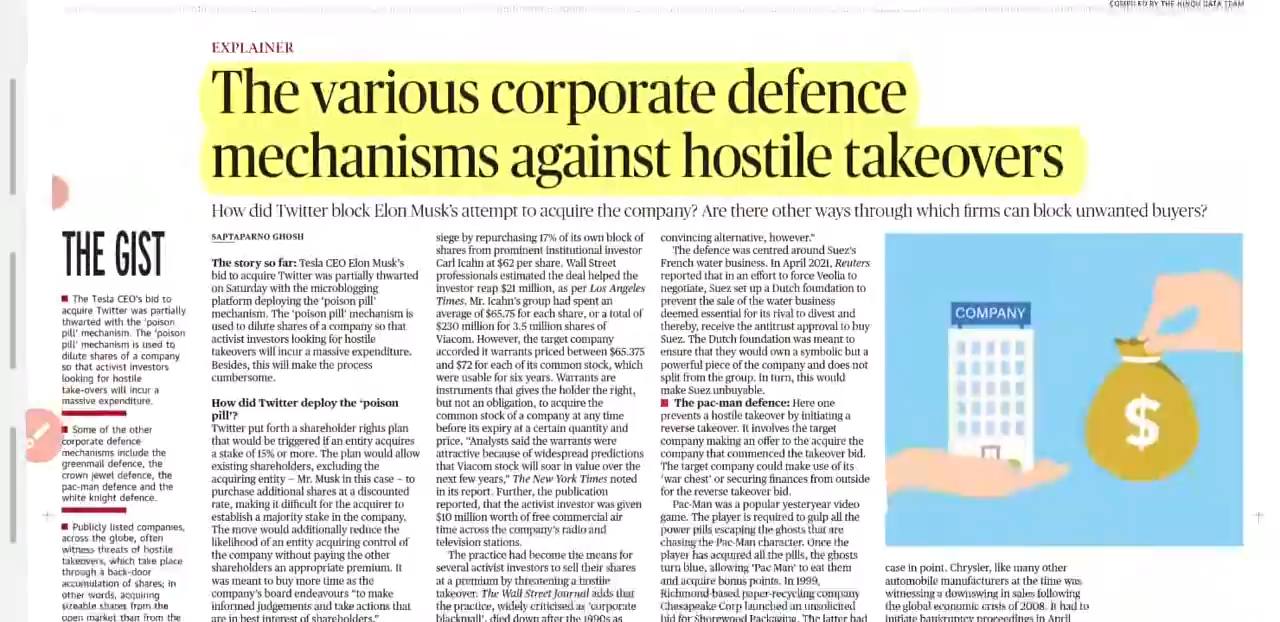 COMPILED BY THE HINDU DATA TEAM
EXPLAINER
The various corporate defence
mechanisms against hostile takeovers
How did Twitter block Elon Musk's attempt to acquire the company? Are there other ways through which firms can block unwanted buyers?
THE GIST
The Tesla CEO's bid to
acquire Twitter was partially
thwarted with the 'poison
pill' mechanism. The 'poison
pill' mechanism is used to
dilute shares of a company
so that activist investors
looking for hostile
take-overs will incur a
massive expenditure.
Some of the other
corporate defence
mechanisms include the
greenmail defence, the
crown jewel defence, the
pac-man defence and the
white knight defence.
Publicly listed companies,
across the globe, often
witness threats of hostile
takeovers, which take place
through a back-door
accumulation of shares; in
other words, acquiring
sizeable shares from the
open market than from the
SAPTAPARNO GHOSH
The story so far: Tesla CEO Elon Musk's
bid to acquire Twitter was partially thwarted
on Saturday with the microblogging
platform deploying the 'poison pill'
mechanism. The 'poison pill' mechanism is
used to dilute shares of a company so that
activist investors looking for hostile
takeovers will incur a massive expenditure.
Besides, this will make the process
cumbersome.
How did Twitter deploy the 'poison
pill'?
Twitter put forth a shareholder rights plan
that would be triggered if an entity acquires
a stake of 15% or more. The plan would allow
existing shareholders, excluding the
acquiring entity – Mr. Musk in this case – to
purchase additional shares at a discounted
rate, making it difficult for the acquirer to
establish a majority stake in the company.
The move would additionally reduce the
likelihood of an entity acquiring control of
the company without paying the other
shareholders an appropriate premium. It
was meant to buy more time as the
company's board endeavours "to make
informed judgements and take actions that
are in best interest of shareholders."
siege by repurchasing 17% of its own block of
shares from prominent institutional investor
Carl Icahn at $62 per share. Wall Street
professionals estimated the deal helped the
investor reap $21 million, as per Los Angeles
Times. Mr. Icahn's group had spent an
average of $65.75 for each share, or a total of
$230 million for 3.5 million shares of
Viacom. However, the target company
accorded it warrants priced between $65.375
and $72 for each of its common stock, which
were usable for six years. Warrants are
instruments that gives the holder the right,
but not an obligation, to acquire the
common stock of a company at any time
before its expiry at a certain quantity and
price. "Analysts said the warrants were
attractive because of widespread predictions
that Viacom stock will soar in value over the
next few years," The New York Times noted
in its report. Further, the publication
reported, that the activist investor was given
$10 million worth of free commercial air
time across the company's radio and
television stations.
The practice had become the means for
several activist investors to sell their shares
at a premium by threatening a hostile
takeover. The Wall Street Journal adds that
the practice, widely criticised as 'corporate
blackmail', died down after the 1990s as
convincing alternative, however."
The defence was centred around Suez's
French water business. In April 2021, Reuters
reported that in an effort to force Veolia to
negotiate, Suez set up a Dutch foundation to
prevent the sale of the water business
deemed essential for its rival to divest and
thereby, receive the antitrust approval to buy
Suez. The Dutch foundation was meant to
ensure that they would own a symbolic but a
powerful piece of the company and does not
split from the group. In turn, this would
make Suez unbuyable.
The pac-man defence: Here one
prevents a hostile takeover by initiating a
reverse takeover. It involves the target
company making an offer to the acquire the
company that commenced the takeover bid.
The target company could make use of its
'war chest' or securing finances from outside
for the reverse takeover bid.
Pac-Man was a popular yesteryear video
game. The player is required to gulp all the
power pills escaping the ghosts that are
chasing the Pac-Man character. Once the
player has acquired all the pills, the ghosts
turn blue, allowing 'Pac Man' to eat them
and acquire bonus points. In 1999,
Richmond-based paper-recycling company
Chasapeake Corp launched an unsolicited
bid for Shorewood Packaging. The latter had
COMPANY
$
case in point. Chrysler, like many other
automobile manufacturers at the time was
witnessing a downswing in sales following
the global economic crisis of 2008. It had to
initiate bankruptcy proceedings in April